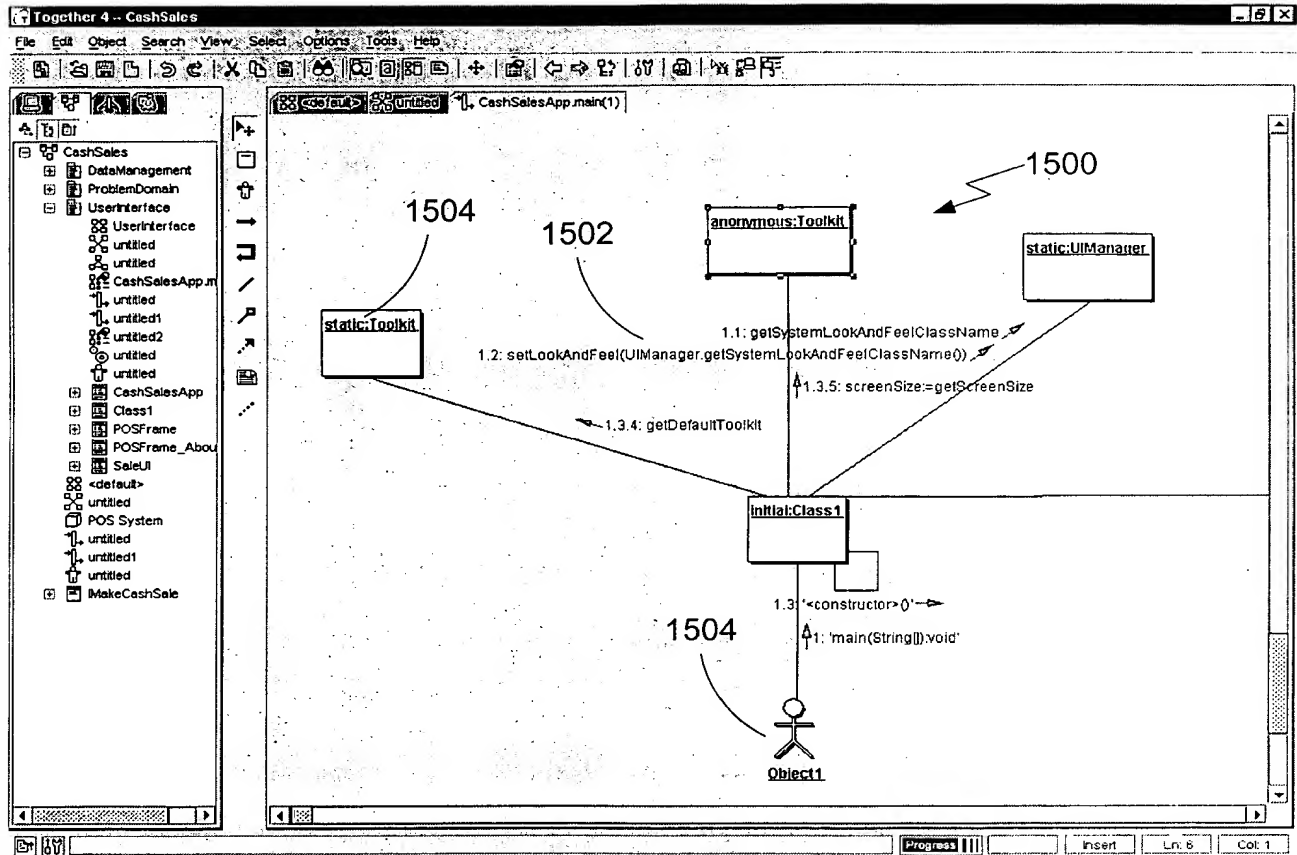 Together 4 -- CashSales
File Edit Object Search View Select Options Tools Help
<default>
untitled
CashSalesApp.main(1)
CashSales
DataManagement
ProblemDomain
UserInterface
UserInterface
untitled
untitled
CashSalesApp.m
untitled
untitled1
untitled2
untitled
untitled
CashSalesApp
Class1
POSFrame
POSFrame_Abou
SaleUI
<default>
untitled
POS System
untitled
untitled1
untitled
IMakeCashSale
1500
1504
1502
anonymous:Toolkit
static:UIManager
static:Toolkit
1.1: getSystemLookAndFeelClassName
1.2: setLookAndFeel(UIManager.getSystemLookAndFeelClassName())
1.3.5: screenSize:=getScreenSize
1.3.4: getDefaultToolkit
initial:Class1
1.3: '<constructor>()'
1504
1: 'main(String[]):void'
Object1
Progress
Insert
Ln: 6
Col: 1